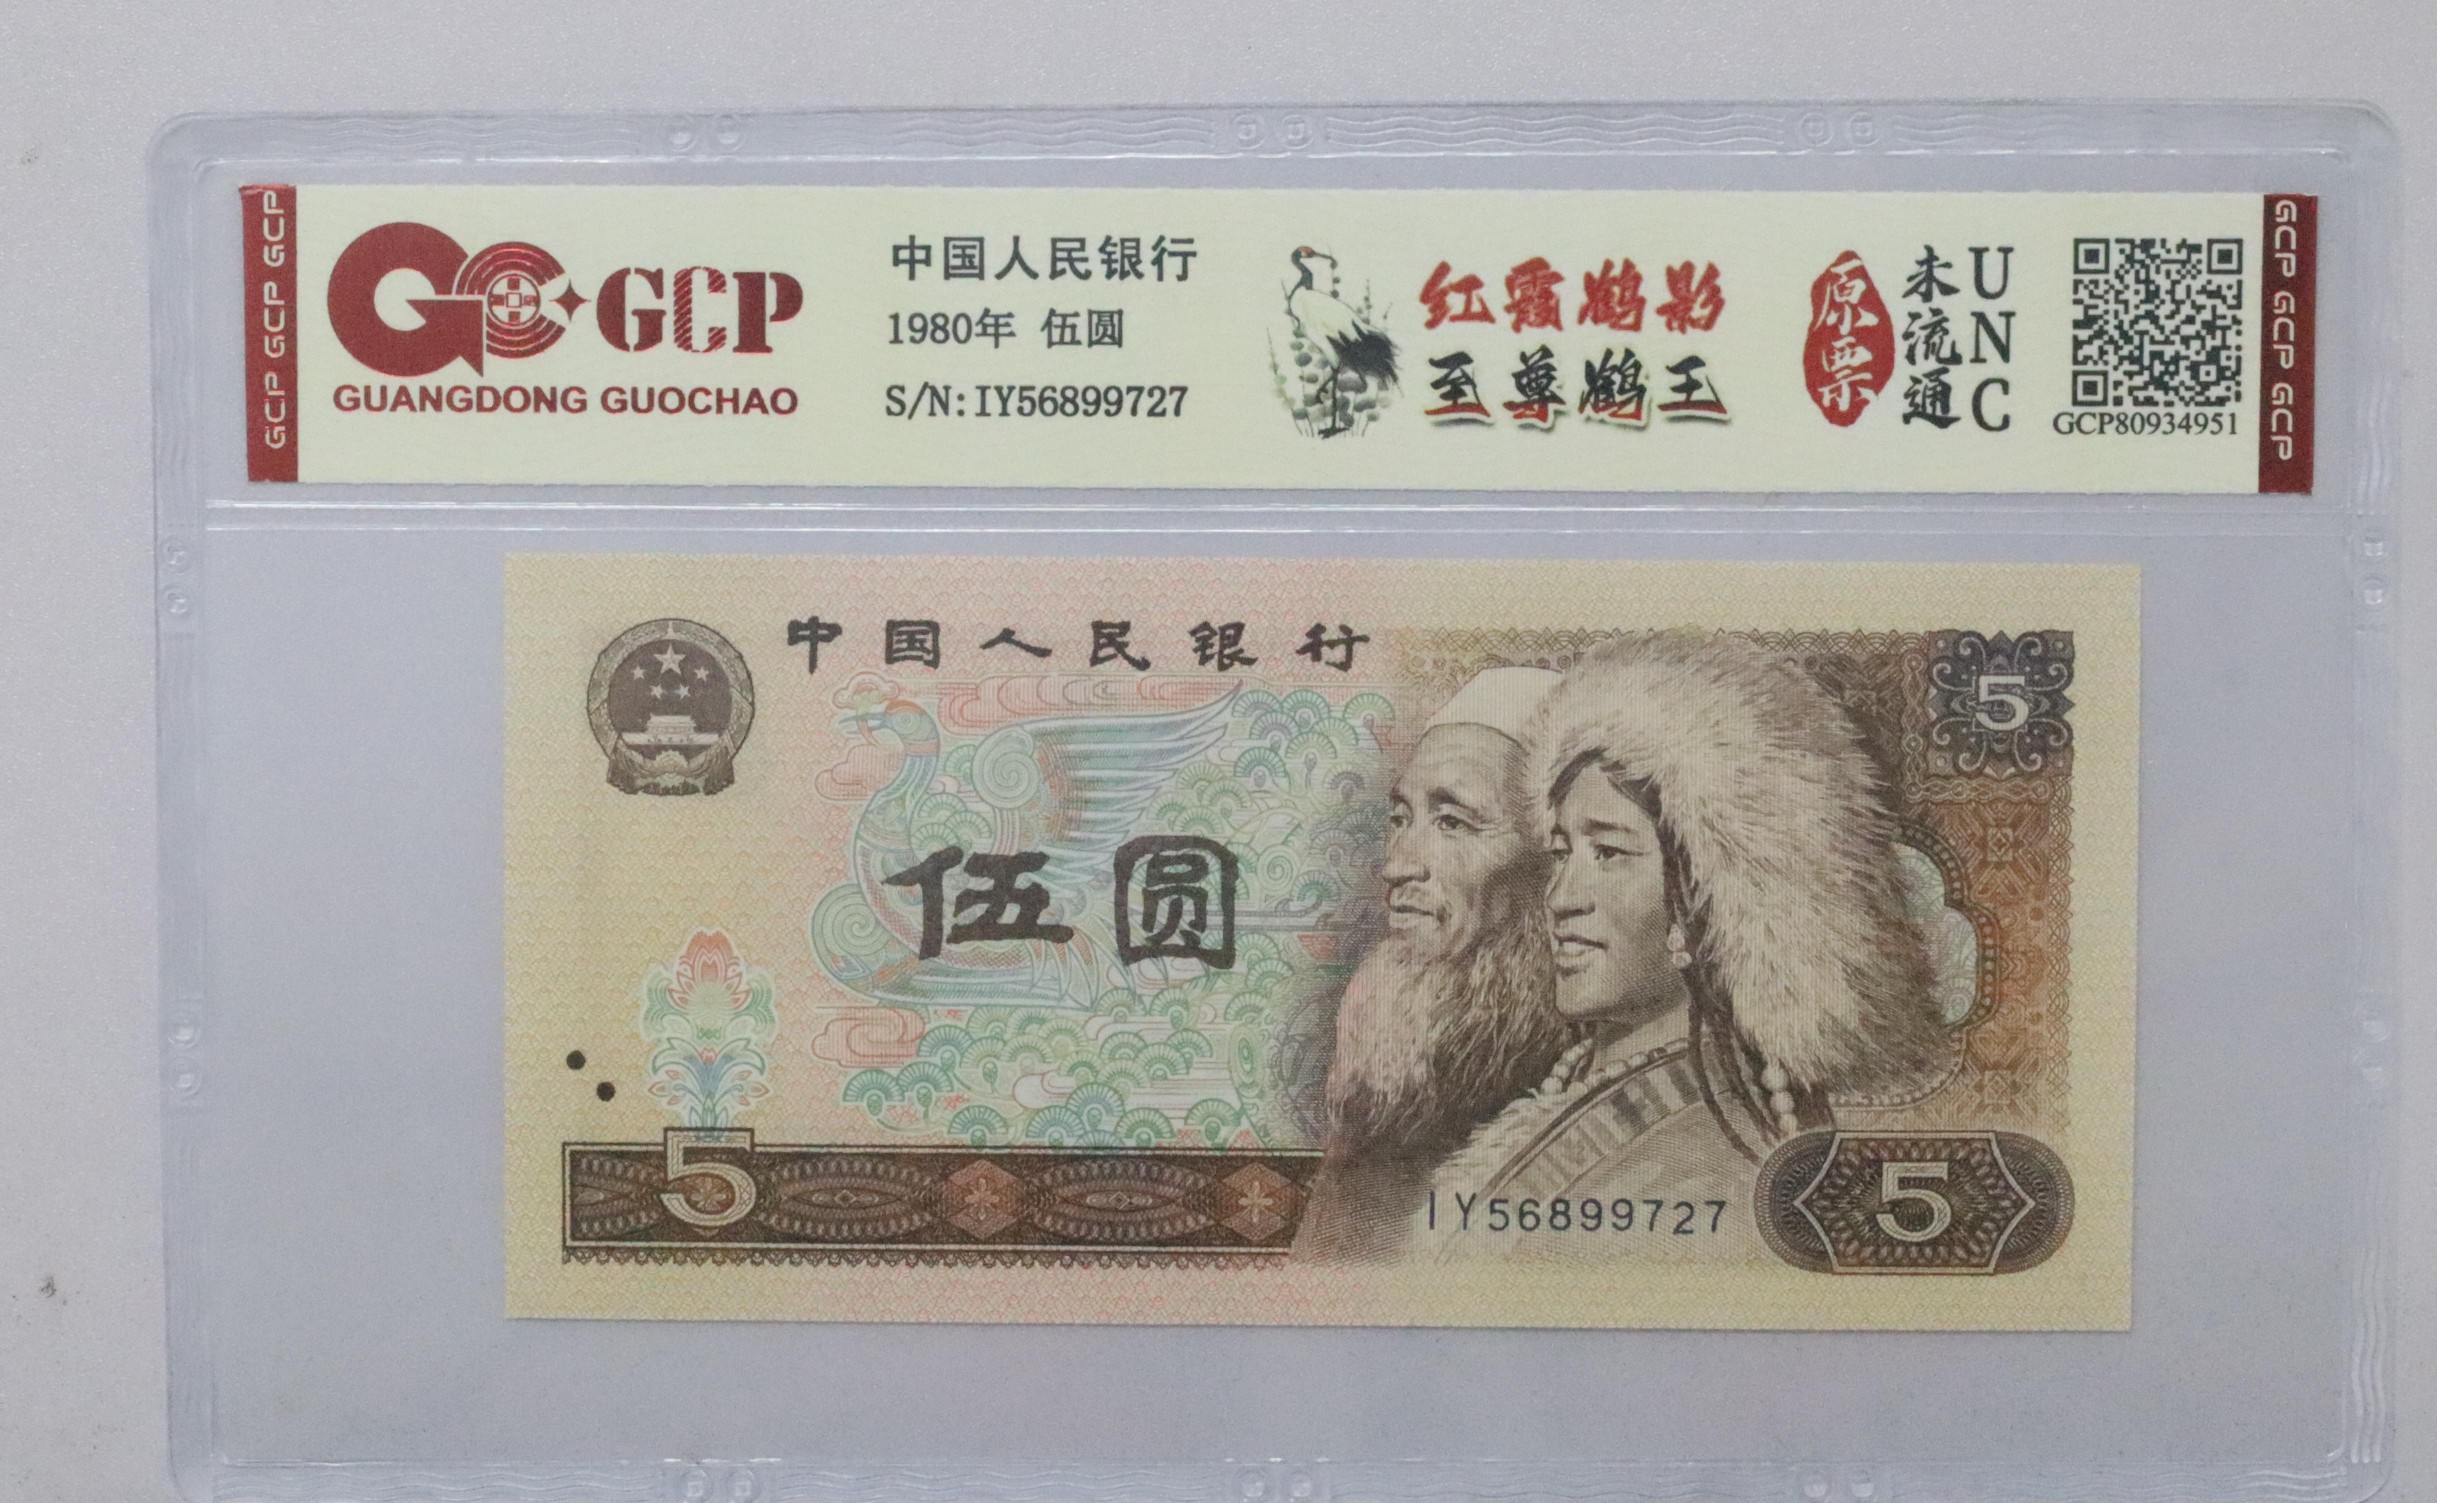 GCP GCP GCP
GCP
GUANGDONG GUOCHAO
中国人民银行
1980年 伍圆
S/N:IY56899727
红霞鹤影
至尊鹤王
原票
未流通
UNC
GCP80934951
GCP GCP GCP
中国人民银行
5
伍圆
5
IY56899727
5